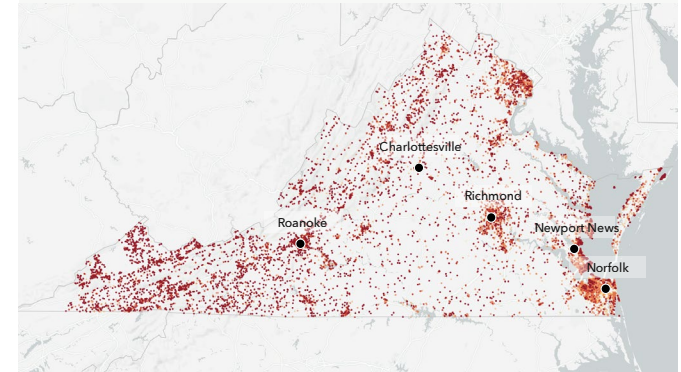 Charlottesville
Richmond
Roanoke
Newport News
Norfolk